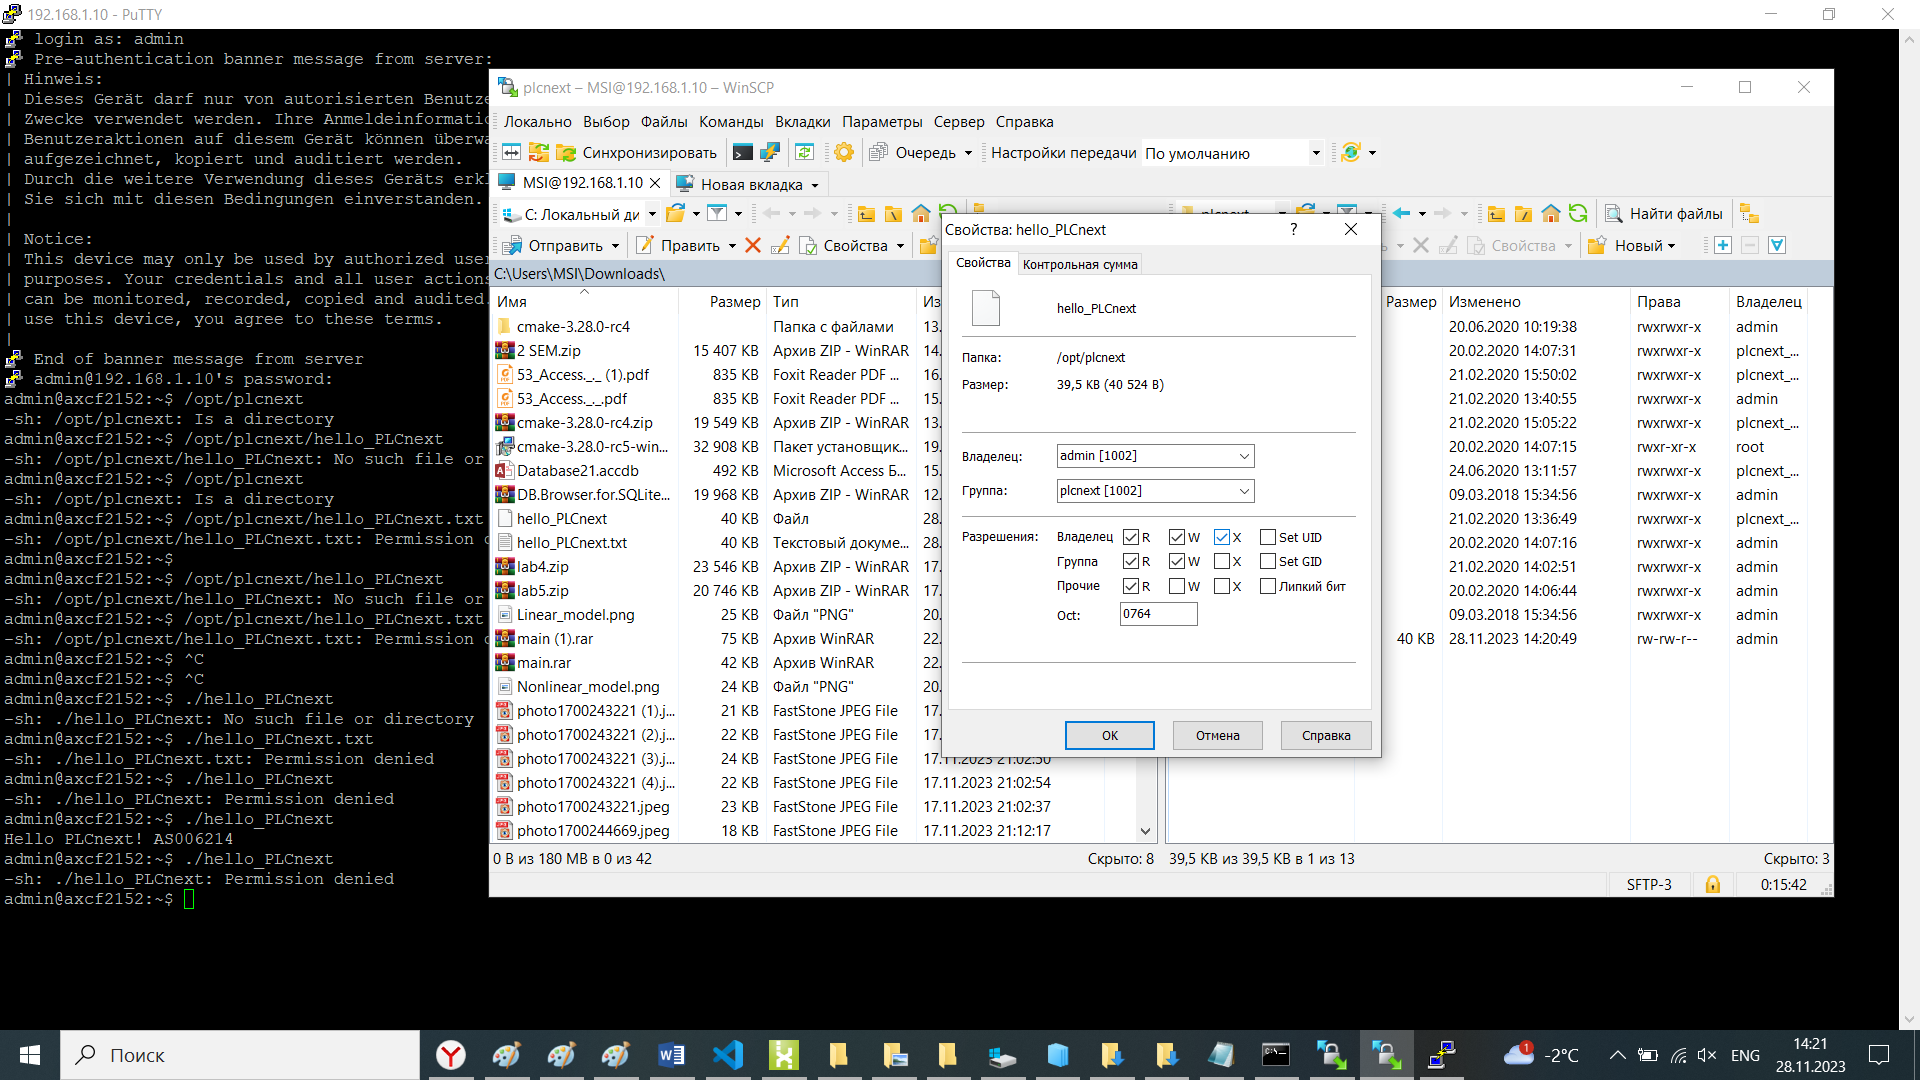 192.168.1.10 - PuTTY
login as: admin
Pre-authentication banner message from server:
| Hinweis:
| Dieses Gerät darf nur von autorisierten
| Zwecke verwendet werden. Ihre
| Benutzeraktionen auf diesem Gerät können
| aufgezeichnet, kopiert und auditiert werden.
| Durch die weitere Verwendung dieses Geräts
| Sie sich mit diesen Bedingungen einverstanden.
|
| Notice:
| This device may only be used by authorized
| purposes. Your credentials and all user actions
| can be monitored, recorded, copied and audited.
| use this device, you agree to these terms.
|
End of banner message from server
admin@192.168.1.10's password:
admin@axcf2152:~$ /opt/plcnext
-sh: /opt/plcnext: Is a directory
admin@axcf2152:~$ /opt/plcnext/hello_PLCnext
-sh: /opt/plcnext/hello_PLCnext: No such file or
admin@axcf2152:~$ /opt/plcnext
-sh: /opt/plcnext: Is a directory
admin@axcf2152:~$ /opt/plcnext/hello_PLCnext.txt
-sh: /opt/plcnext/hello_PLCnext.txt: Permission
admin@axcf2152:~$
admin@axcf2152:~$ /opt/plcnext/hello_PLCnext
-sh: /opt/plcnext/hello_PLCnext: No such file or
admin@axcf2152:~$ /opt/plcnext/hello_PLCnext.txt
-sh: /opt/plcnext/hello_PLCnext.txt: Permission
admin@axcf2152:~$ ^C
admin@axcf2152:~$ ^C
admin@axcf2152:~$ ./hello_PLCnext
-sh: ./hello_PLCnext: No such file or directory
admin@axcf2152:~$ ./hello_PLCnext.txt
-sh: ./hello_PLCnext.txt: Permission denied
admin@axcf2152:~$ ./hello_PLCnext
-sh: ./hello_PLCnext: Permission denied
admin@axcf2152:~$ ./hello_PLCnext
Hello PLCnext! AS006214
admin@axcf2152:~$ ./hello_PLCnext
-sh: ./hello_PLCnext: Permission denied
admin@axcf2152:~$
plcnext – MSI@192.168.1.10 – WinSCP
Локально Выбор Файлы Команды Вкладки Параметры Сервер Справка
Синхронизировать Очередь Настройки передачи По умолчанию
MSI@192.168.1.10 × Новая вкладка
C: Локальный ди
Отправить Править Свойства
C:\Users\MSI\Downloads\
Имя Размер Тип Из
cmake-3.28.0-rc4 Папка с файлами 13.
2 SEM.zip 15 407 KB Архив ZIP - WinRAR 14.
53_Access._._ (1).pdf 835 KB Foxit Reader PDF ... 16.
53_Access._._.pdf 835 KB Foxit Reader PDF ... 16.
cmake-3.28.0-rc4.zip 19 549 KB Архив ZIP - WinRAR 13.
cmake-3.28.0-rc5-win... 32 908 KB Пакет установщик... 19.
Database21.accdb 492 KB Microsoft Access Б... 15.
DB.Browser.for.SQLite... 19 968 KB Архив ZIP - WinRAR 12.
hello_PLCnext 40 KB Файл 28.
hello_PLCnext.txt 40 KB Текстовый докуме... 28.
lab4.zip 23 546 KB Архив ZIP - WinRAR 17.
lab5.zip 20 746 KB Архив ZIP - WinRAR 17.
Linear_model.png 25 KB Файл "PNG" 20.
main (1).rar 75 KB Архив WinRAR 22.
main.rar 42 KB Архив WinRAR 22.
Nonlinear_model.png 24 KB Файл "PNG" 20.
photo1700243221 (1).j... 21 KB FastStone JPEG File 17.
photo1700243221 (2).j... 22 KB FastStone JPEG File 17.
photo1700243221 (3).j... 24 KB FastStone JPEG File 17.11.2023 21:02:50
photo1700243221 (4).j... 22 KB FastStone JPEG File 17.11.2023 21:02:54
photo1700243221.jpeg 23 KB FastStone JPEG File 17.11.2023 21:02:37
photo1700244669.jpeg 18 KB FastStone JPEG File 17.11.2023 21:12:17
0 B из 180 MB в 0 из 42 Скрыто: 8
Свойства: hello_PLCnext ?
Свойства Контрольная сумма
hello_PLCnext
Папка: /opt/plcnext
Размер: 39,5 KB (40 524 B)
Владелец: admin [1002]
Группа: plcnext [1002]
Разрешения: Владелец R W X Set UID
Группа R W X Set GID
Прочие R W X Липкий бит
Oct: 0764
OK Отмена Справка
Найти файлы
Свойства Новый
Размер Изменено Права Владелец
20.06.2020 10:19:38 rwxrwxr-x admin
20.02.2020 14:07:31 rwxrwxr-x plcnext_...
21.02.2020 15:50:02 rwxrwxr-x plcnext_...
21.02.2020 13:40:55 rwxrwxr-x admin
21.02.2020 15:05:22 rwxrwxr-x plcnext_...
20.02.2020 14:07:15 rwxr-xr-x root
24.06.2020 13:11:57 rwxrwxr-x plcnext_...
09.03.2018 15:34:56 rwxrwxr-x admin
21.02.2020 13:36:49 rwxrwxr-x plcnext_...
20.02.2020 14:07:16 rwxrwxr-x admin
21.02.2020 14:02:51 rwxrwxr-x admin
20.02.2020 14:06:44 rwxrwxr-x admin
09.03.2018 15:34:56 rwxrwxr-x admin
40 KB 28.11.2023 14:20:49 rw-rw-r-- admin
39,5 KB из 39,5 KB в 1 из 13 Скрыто: 3
SFTP-3 0:15:42
Поиск
1 -2°C ENG 14:21
28.11.2023